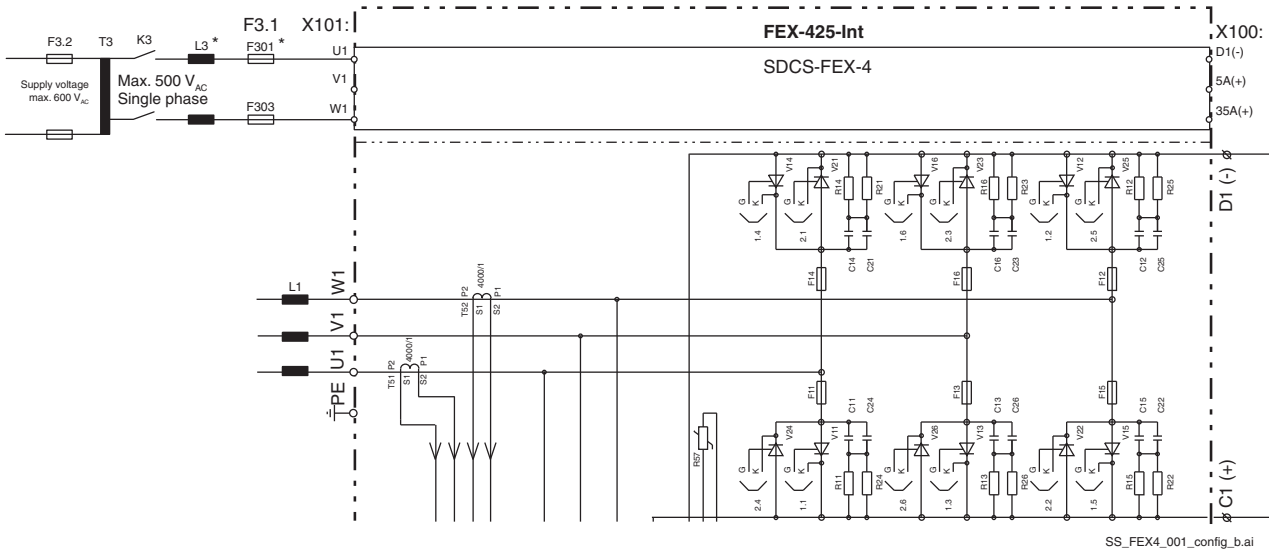 F3.2
T3
K3
L3 *
F3.1
F301 *
X101:
U1
V1
W1
FEX-425-Int
SDCS-FEX-4
X100:
D1(-)
5A(+)
35A(+)
Supply voltage
max. 600 VAC
Max. 500 VAC
Single phase
F303
V14
V21
R14
R21
V16
V23
R16
R23
V12
V25
R12
R25
D1 (-)
G
K
G
K
G
K
G
K
G
K
G
K
1.4
2.1
C14
C21
1.6
2.3
C16
C23
1.2
2.5
C12
C25
F14
F16
F12
L1
W1
V1
U1
PE
T52 P2
4000/1
S1
S2 P1
T51 P2
4000/1
S1
S2 P1
F11
F13
F15
C11
C24
C13
C26
C15
C22
V24
V11
V26
V13
V22
V15
R57
G
K
G
K
G
K
G
K
G
K
G
K
R11
R24
R13
R26
R15
R22
2.4
1.1
2.6
1.3
2.2
1.5
C1 (+)
SS_FEX4_001_config_b.ai